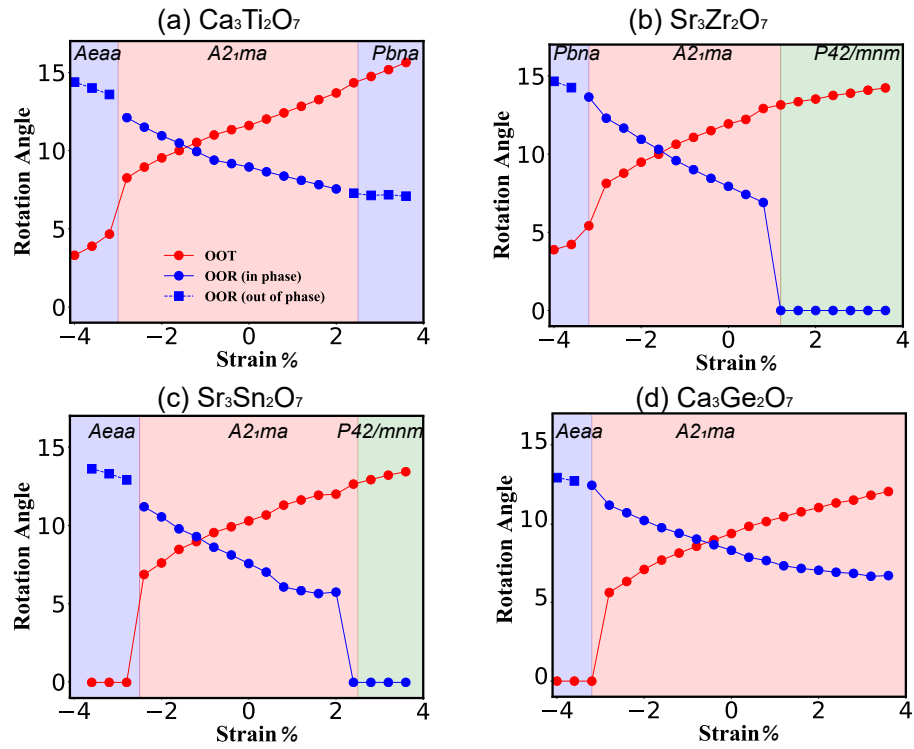 (a) Ca₃Ti₂O₇
Aeaa A2₁ma Pbna
Rotation Angle
15
10
5
0
OOT
OOR (in phase)
OOR (out of phase)
−4 −2 0 2 4
Strain %
(b) Sr₃Zr₂O₇
Pbna A2₁ma P42/mnm
Rotation Angle
15
10
5
0
−4 −2 0 2 4
Strain %
(c) Sr₃Sn₂O₇
Aeaa A2₁ma P42/mnm
Rotation Angle
15
10
5
0
−4 −2 0 2 4
Strain %
(d) Ca₃Ge₂O₇
Aeaa A2₁ma
Rotation Angle
15
10
5
0
−4 −2 0 2 4
Strain %